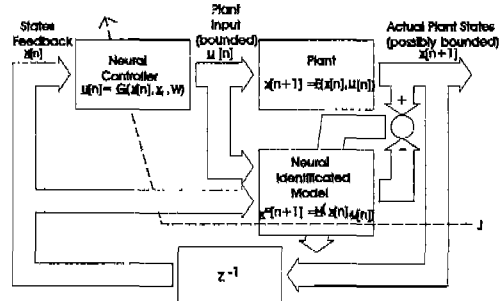 States
Feedback
x[n]
Plant
Input
(bounded)
u[n]
Actual Plant States
(possibly bounded)
x[n+1]
Neural
Controller
u[n]= G(x[n], x , W)
Plant
x[n+1] =F(x[n],u[n])
+
-
Neural
Identificated
Model
[n+1] = x[n], u[n])
J
z -1